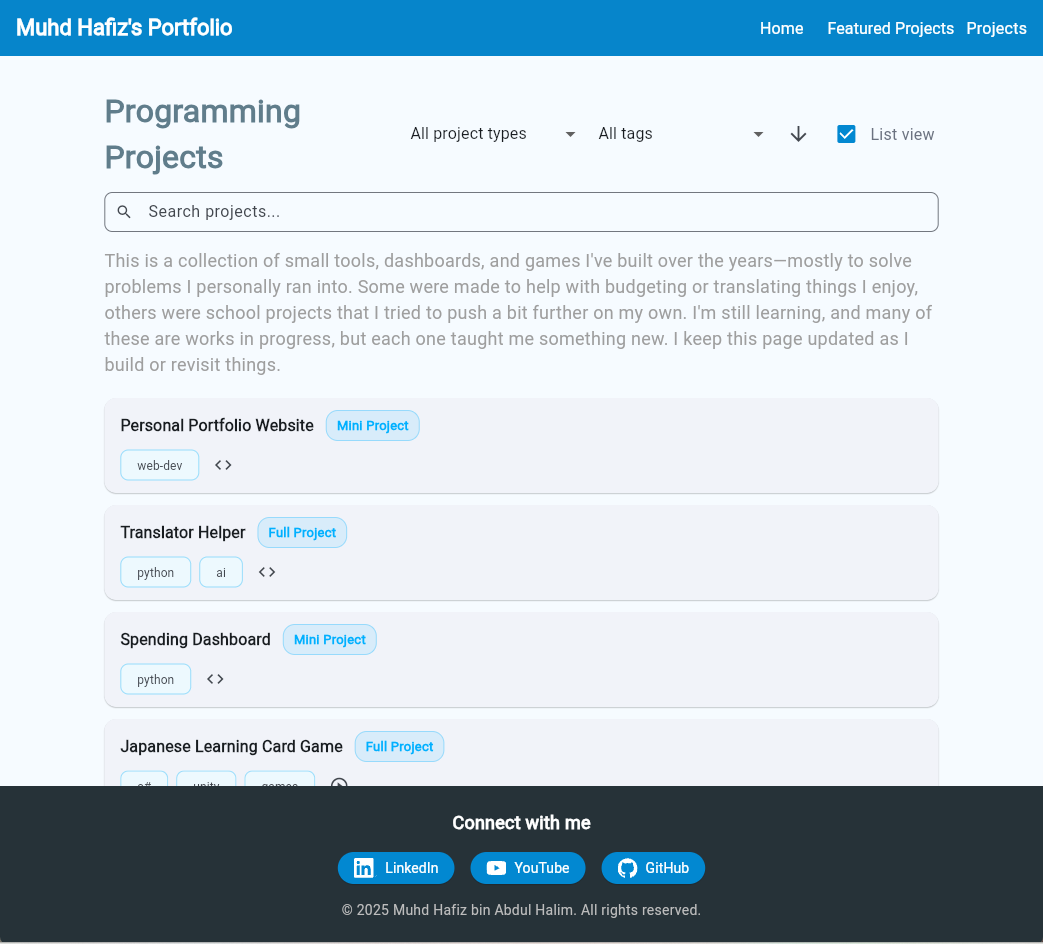 Muhd Hafiz's Portfolio
Home Featured Projects Projects
Programming
Projects
All project types All tags List view
Search projects...
This is a collection of small tools, dashboards, and games I've built over the years—mostly to solve
problems I personally ran into. Some were made to help with budgeting or translating things I enjoy,
others were school projects that I tried to push a bit further on my own. I'm still learning, and many of
these are works in progress, but each one taught me something new. I keep this page updated as I
build or revisit things.
Personal Portfolio Website Mini Project
web-dev
Translator Helper Full Project
python ai
Spending Dashboard Mini Project
python
Japanese Learning Card Game Full Project
c# unity games
Connect with me
LinkedIn YouTube GitHub
© 2025 Muhd Hafiz bin Abdul Halim. All rights reserved.